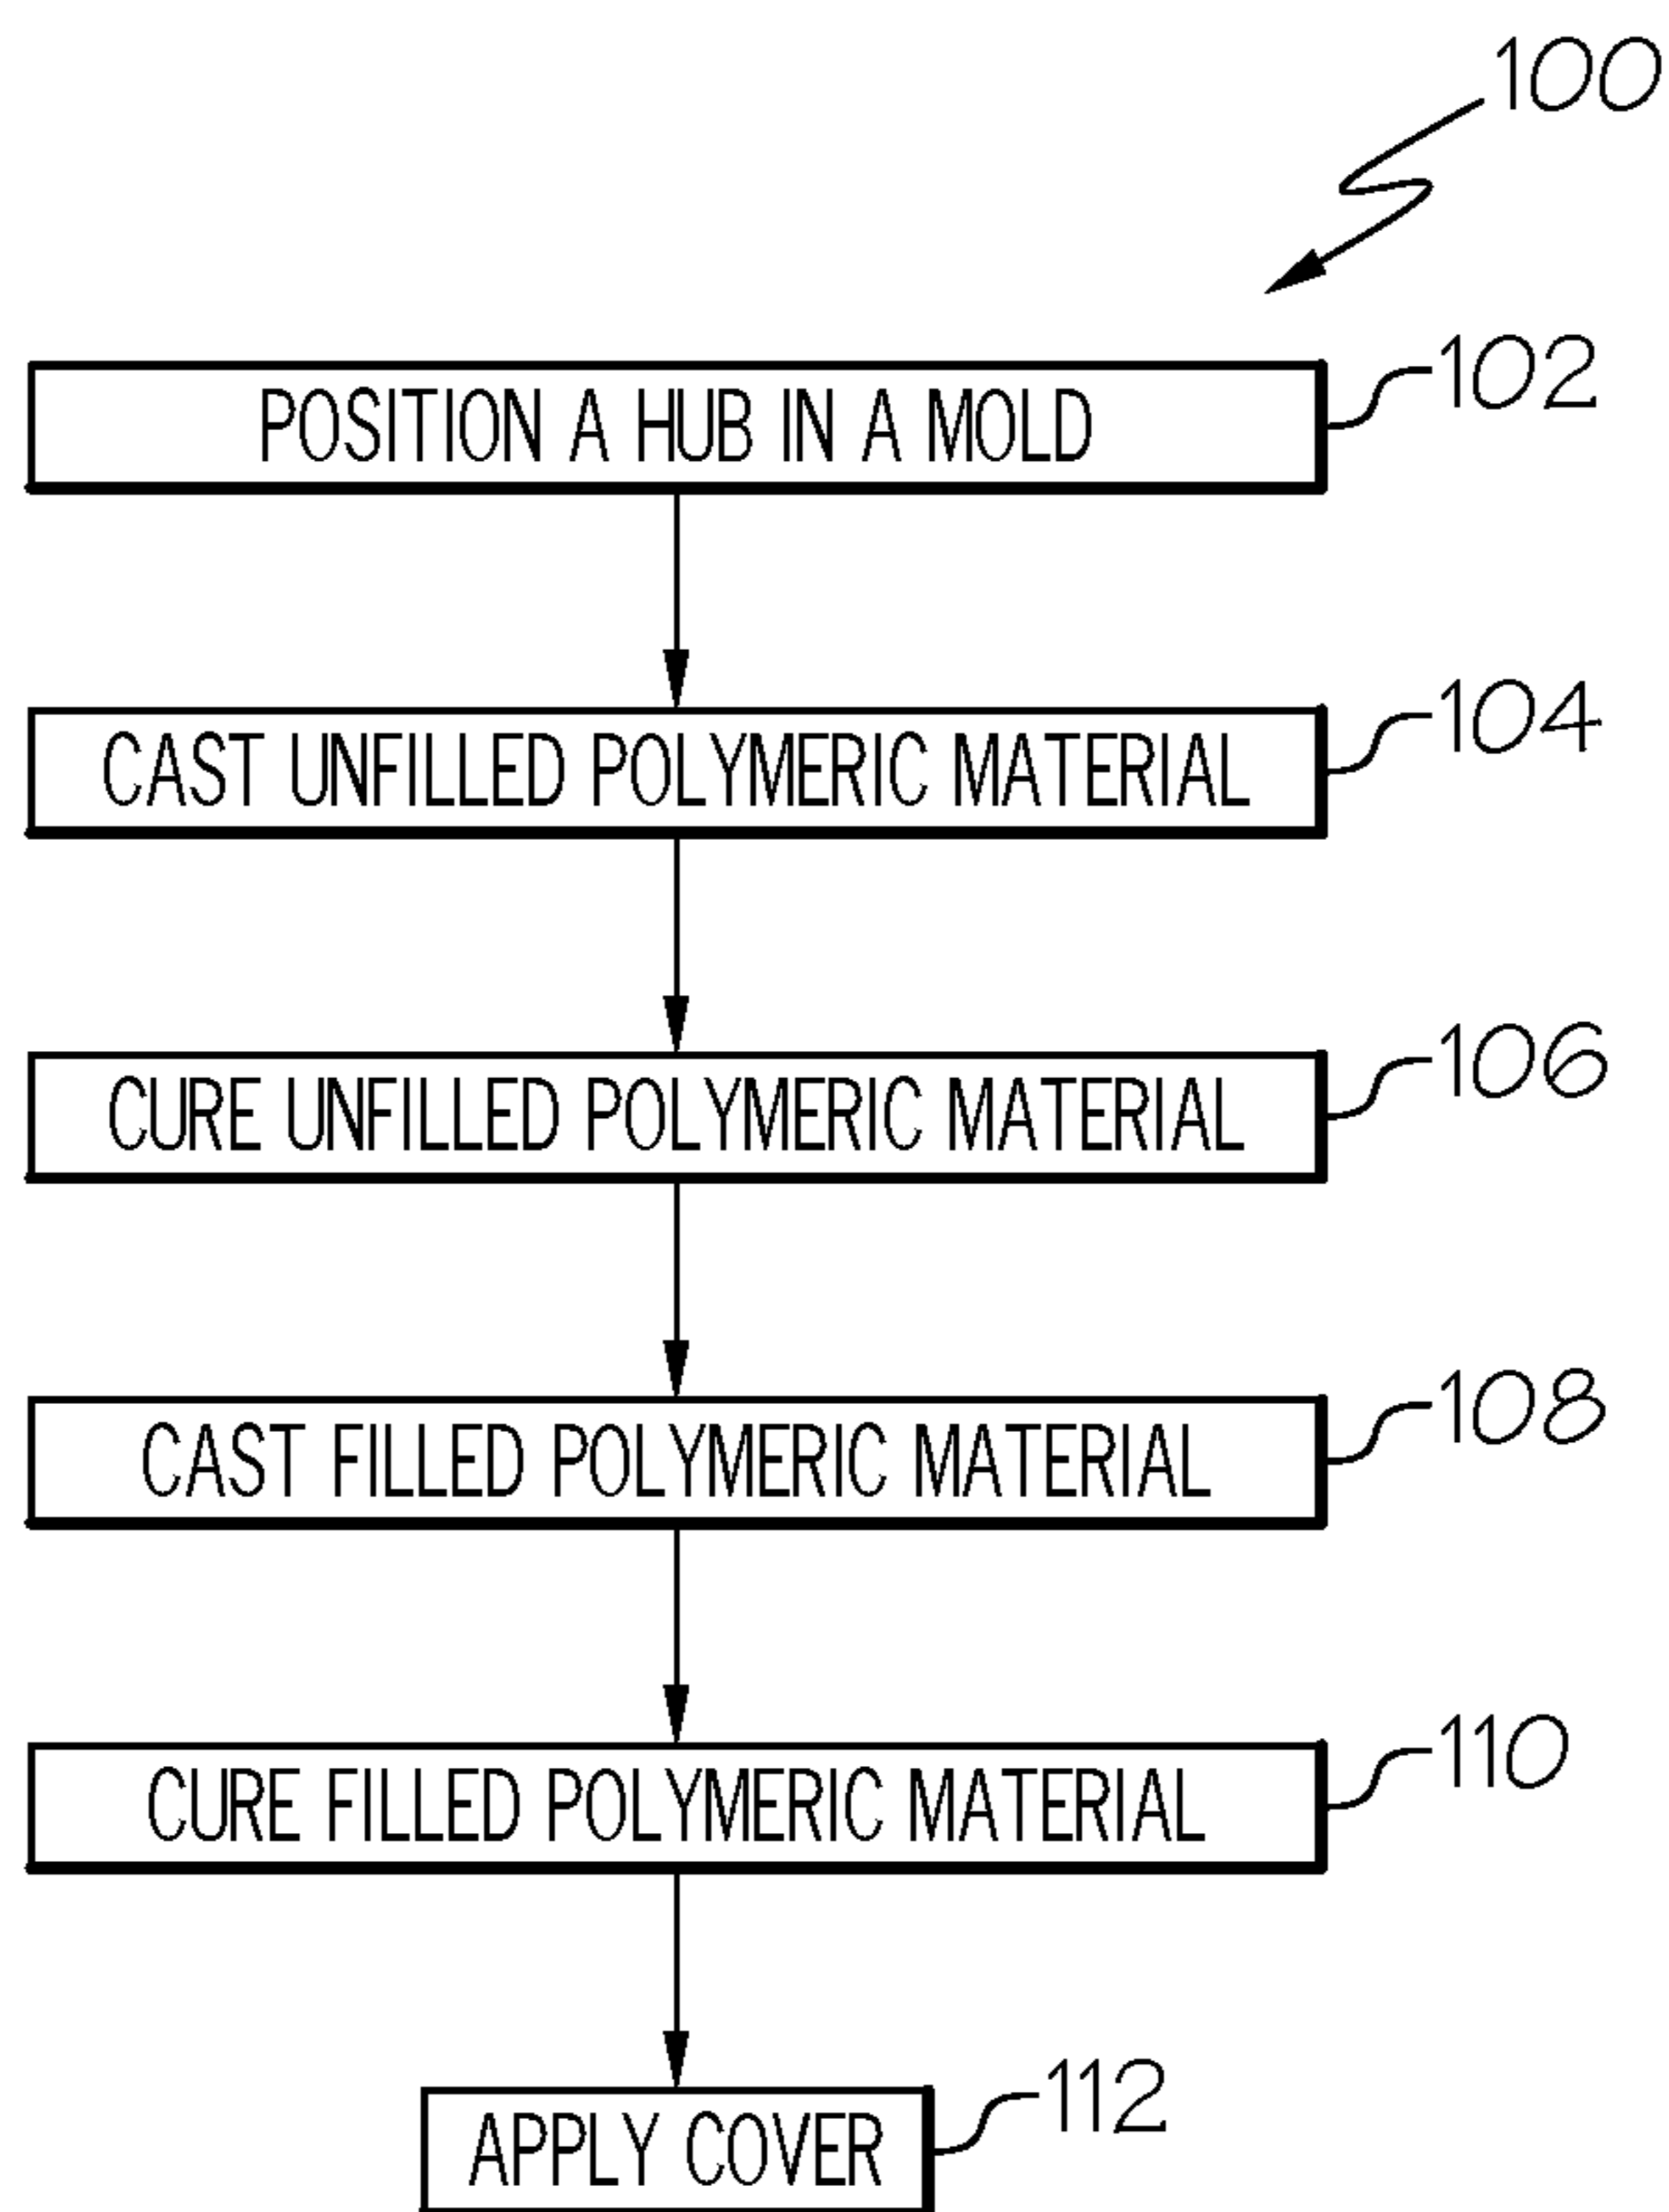 100
POSITION A HUB IN A MOLD
102
CAST UNFILLED POLYMERIC MATERIAL
104
CURE UNFILLED POLYMERIC MATERIAL
106
CAST FILLED POLYMERIC MATERIAL
108
CURE FILLED POLYMERIC MATERIAL
110
APPLY COVER
112